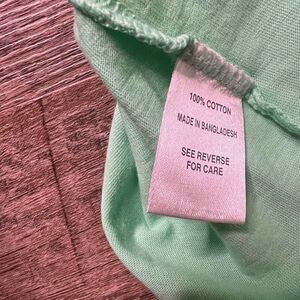 100% COTTON
MADE IN BANGLADESH
SEE REVERSE
FOR CARE